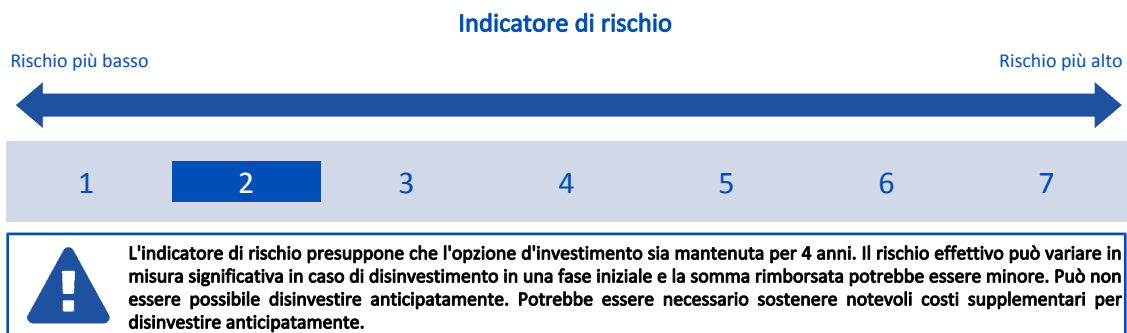 Indicatore di rischio
Rischio più basso
Rischio più alto
1 2 3 4 5 6 7
L'indicatore di rischio presuppone che l'opzione d'investimento sia mantenuta per 4 anni. Il rischio effettivo può variare in
misura significativa in caso di disinvestimento in una fase iniziale e la somma rimborsata potrebbe essere minore. Può non
essere possibile disinvestire anticipatamente. Potrebbe essere necessario sostenere notevoli costi supplementari per
disinvestire anticipatamente.